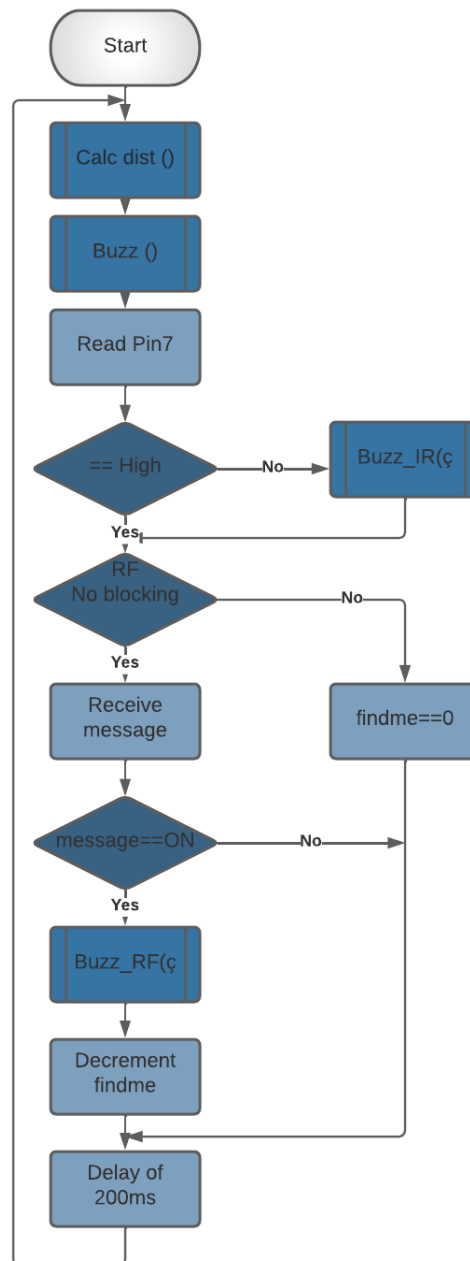 Start
Calc dist ()
Buzz ()
Read Pin7
== High
No
Buzz_IR(ç
Yes
RF
No blocking
No
Yes
Receive
message
findme==0
message==ON
No
Yes
Buzz_RF(ç
Decrement
findme
Delay of
200ms